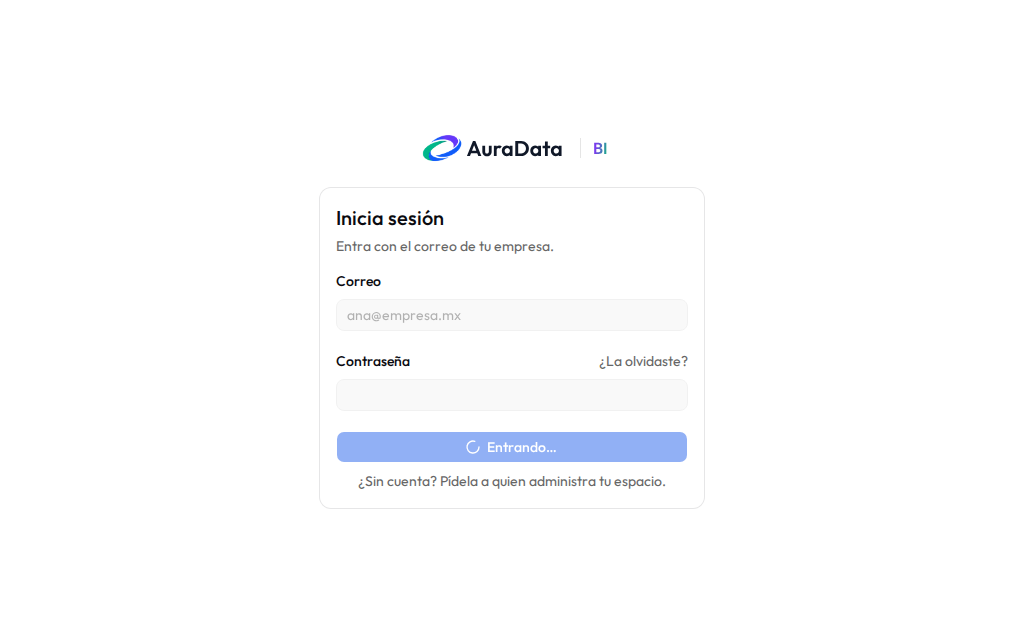 AuraData BI
Inicia sesión
Entra con el correo de tu empresa.
Correo
ana@empresa.mx
Contraseña ¿La olvidaste?
Entrando...
¿Sin cuenta? Pídela a quien administra tu espacio.